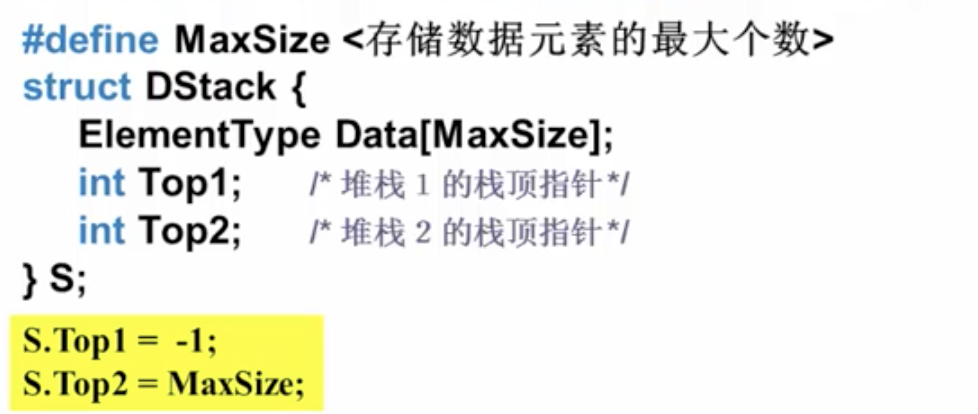 #define MaxSize <存储数据元素的最大个数>
struct DStack {
ElementType Data[MaxSize];
int Top1; /* 堆栈 1 的栈顶指针*/
int Top2; /* 堆栈 2 的栈顶指针*/
} S;
S.Top1 = -1;
S.Top2 = MaxSize;